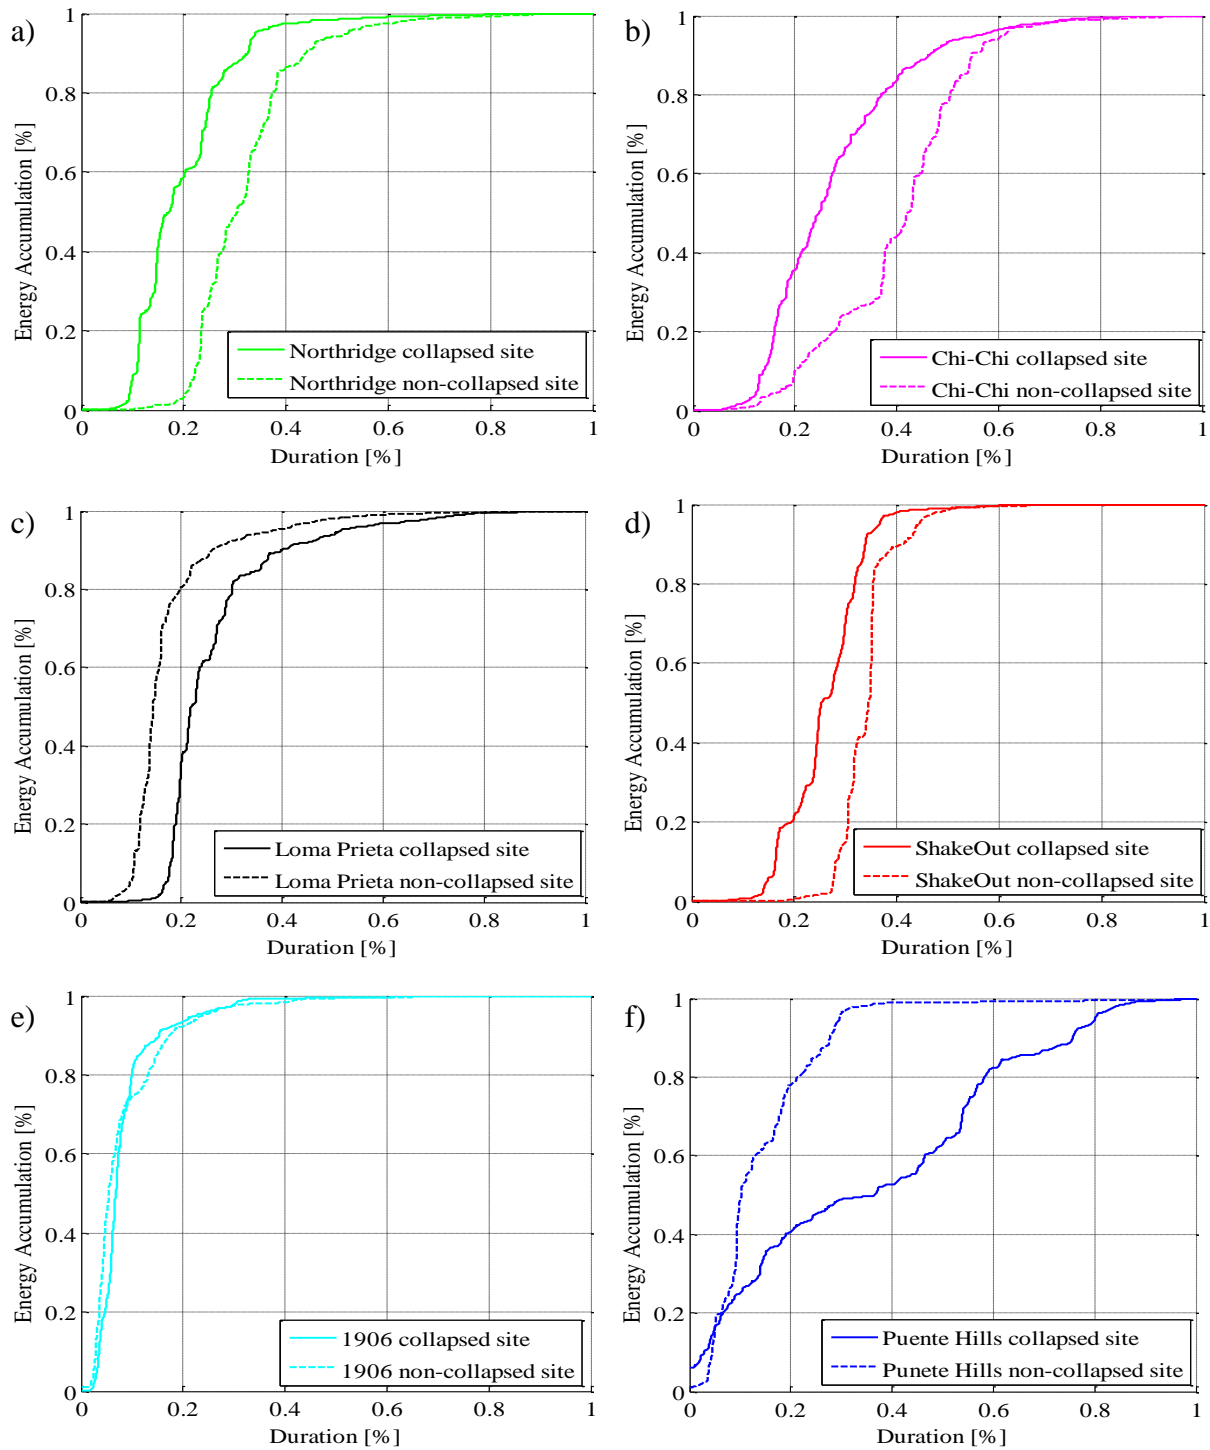 a)
1
0.8
0.6
0.4
0.2
0
Energy Accumulation [%]
Northridge collapsed site
Northridge non-collapsed site
0 0.2 0.4 0.6 0.8 1
Duration [%]
b)
1
0.8
0.6
0.4
0.2
0
Energy Accumulation [%]
Chi-Chi collapsed site
Chi-Chi non-collapsed site
0 0.2 0.4 0.6 0.8 1
Duration [%]
c)
1
0.8
0.6
0.4
0.2
0
Energy Accumulation [%]
Loma Prieta collapsed site
Loma Prieta non-collapsed site
0 0.2 0.4 0.6 0.8 1
Duration [%]
d)
1
0.8
0.6
0.4
0.2
0
Energy Accumulation [%]
ShakeOut collapsed site
ShakeOut non-collapsed site
0 0.2 0.4 0.6 0.8 1
Duration [%]
e)
1
0.8
0.6
0.4
0.2
0
Energy Accumulation [%]
1906 collapsed site
1906 non-collapsed site
0 0.2 0.4 0.6 0.8 1
Duration [%]
f)
1
0.8
0.6
0.4
0.2
0
Energy Accumulation [%]
Puente Hills collapsed site
Punete Hills non-collapsed site
0 0.2 0.4 0.6 0.8 1
Duration [%]